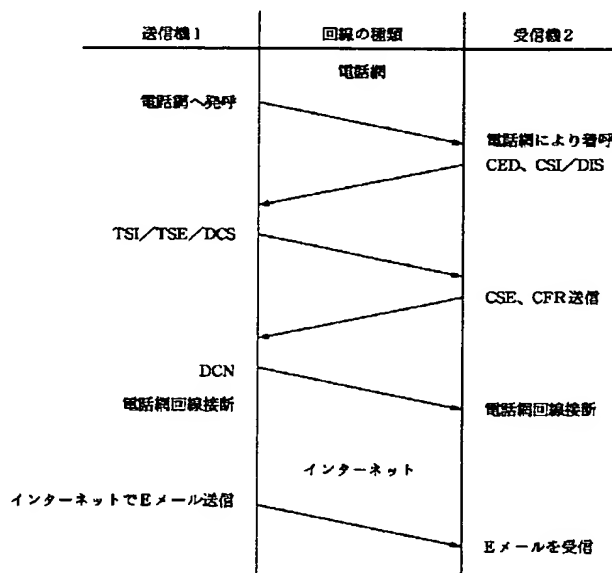 送信機1 回線の種類 受信機2
電話網
電話網へ発呼
電話網により着呼
CED、CSI/DIS
TSI/TSE/DCS
CSE、CFR送信
DCN
電話網回線接断 電話網回線接断
インターネット
インターネットでEメール送信
Eメールを受信